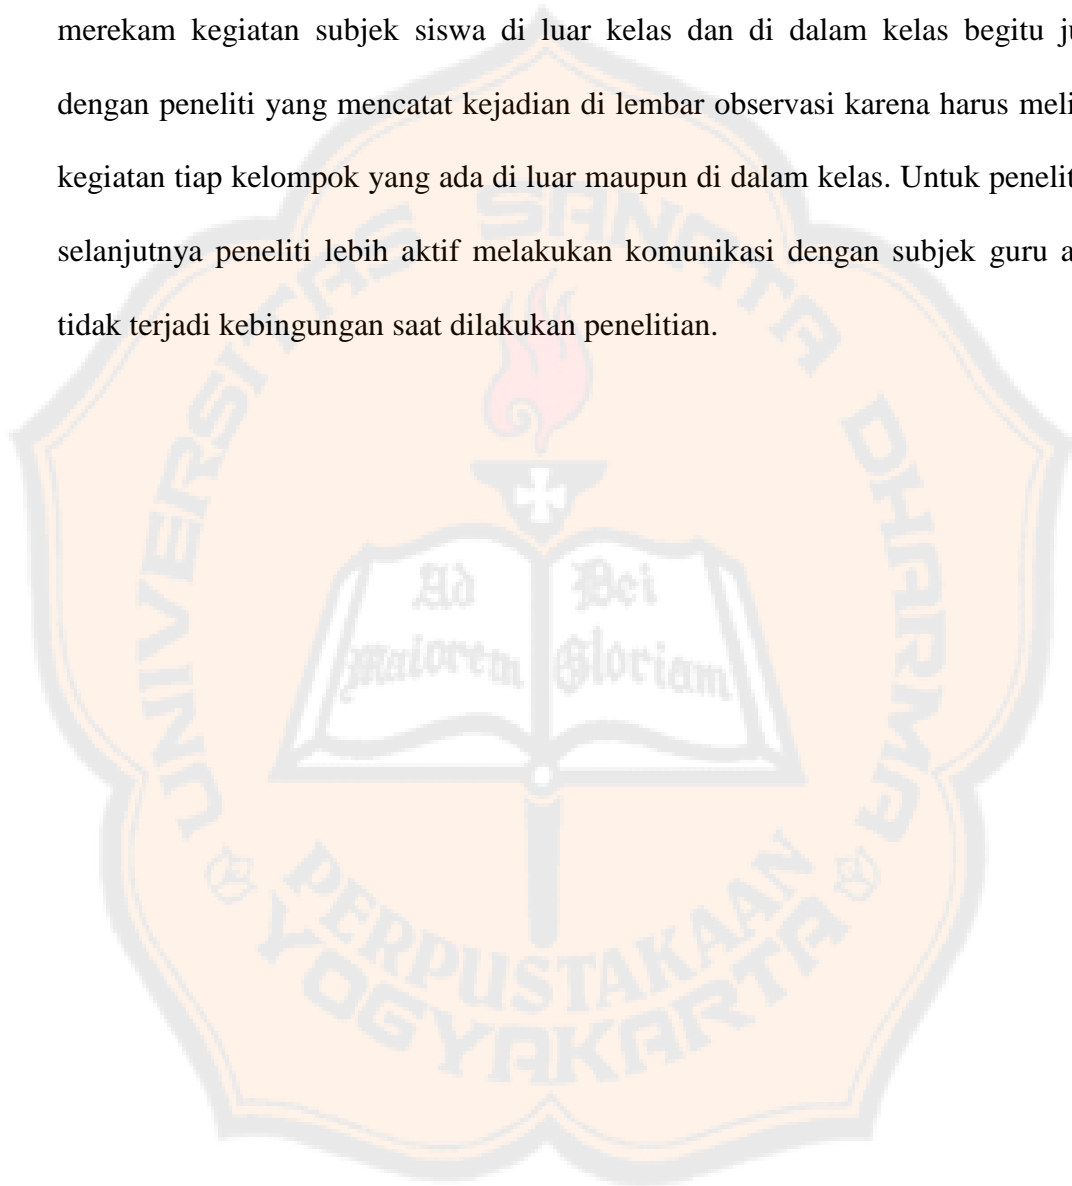 merekam kegiatan subjek siswa di luar kelas dan di dalam kelas begitu ju
dengan peneliti yang mencatat kejadian di lembar observasi karena harus meli
kegiatan tiap kelompok yang ada di luar maupun di dalam kelas. Untuk penelit
selanjutnya peneliti lebih aktif melakukan komunikasi dengan subjek guru a
tidak terjadi kebingungan saat dilakukan penelitian.
UNIVERSITAS SANATA DHARMA
Ad Dei
Maiorem Gloriam
PERPUSTAKAAN
YOGYAKARTA